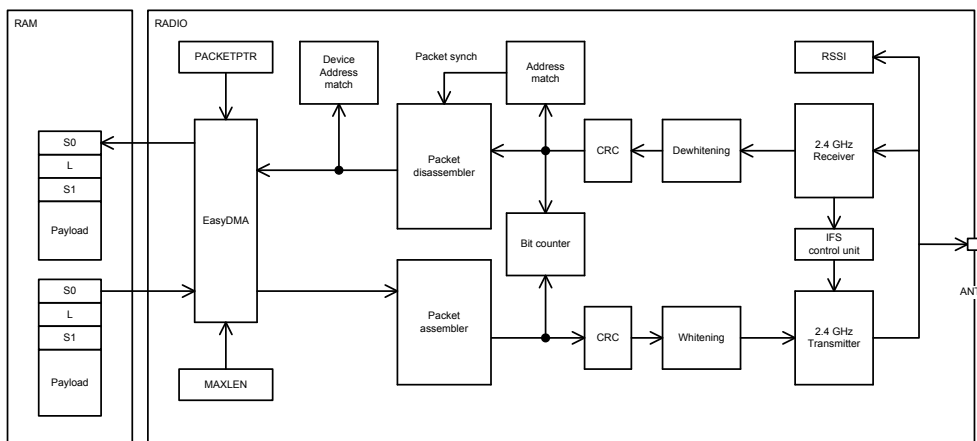 RAM
RADIO
PACKETPTR
Device
Address
match
Packet synch
Address
match
RSSI
S0
L
S1
Payload
EasyDMA
Packet
disassembler
CRC
Dewhitening
2.4 GHz
Receiver
Bit counter
IFS
control unit
ANT
S0
L
S1
Payload
Packet
assembler
CRC
Whitening
2.4 GHz
Transmitter
MAXLEN